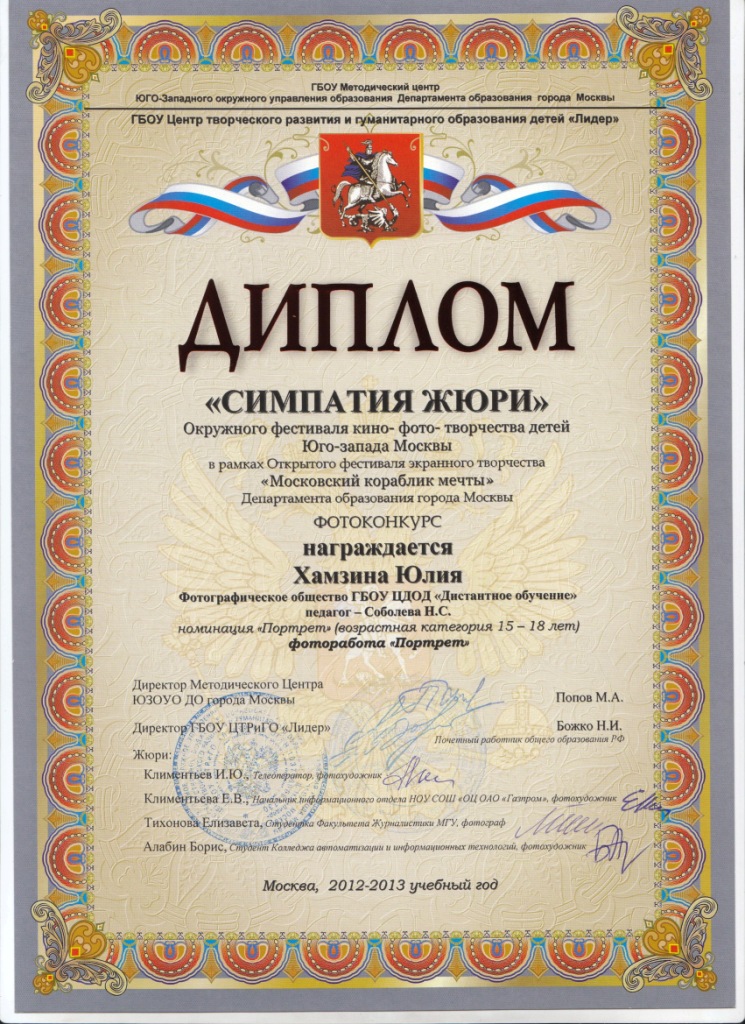 ГБОУ Методический центр
ЮГО-Западного окружного управления образования Департамента образования города Москвы
ГБОУ Центр творческого развития и гуманитарного образования детей «Лидер»
ДИПЛОМ
«СИМПАТИЯ ЖЮРИ»
Окружного фестиваля кино- фото- творчества детей
Юго-запада Москвы
в рамках Открытого фестиваля экранного творчества
«Московский кораблик мечты»
Департамента образования города Москвы
ФОТОКОНКУРС
награждается
Хамзина Юлия
Фотографическое общество ГБОУ ЦДОД «Дистантное обучение»
педагог – Соболева Н.С.
номинация «Портрет» (возрастная категория 15 – 18 лет)
фоторабота «Портрет»
Директор Методического Центра
ЮЗОУО ДО города Москвы Попов М.А.
Директор ГБОУ ЦТРиГО «Лидер» Божко Н.И.
Почетный работник общего образования РФ
Жюри:
Климентьев И.Ю., Телеоператор, фотохудожник
Климентьева Е.В., Начальник информационного отдела НОУ СОШ «ОЦ ОАО «Газпром», фотохудожник
Тихонова Елизавета, Студентка Факультета Журналистики МГУ, фотограф
Алабин Борис, Студент Колледжа автоматизации и информационных технологий, фотохудожник
Москва, 2012-2013 учебный год